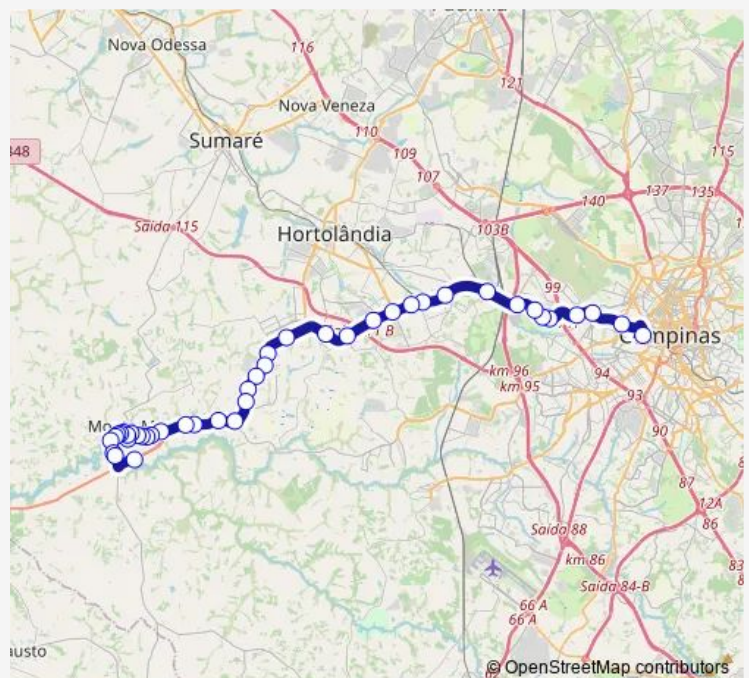 Nova Odessa
116
121
Nova Veneza
110
Sumaré
109
115
348
107
137
135
140
Saída 115
103B
Hortolândia
99
B
Campinas
km 96
km 95
94
93
90
87
12A
86
Saída 88
km 86
83
Saída 84-B
66 A
66 A
austo
© OpenStreetMap contributors